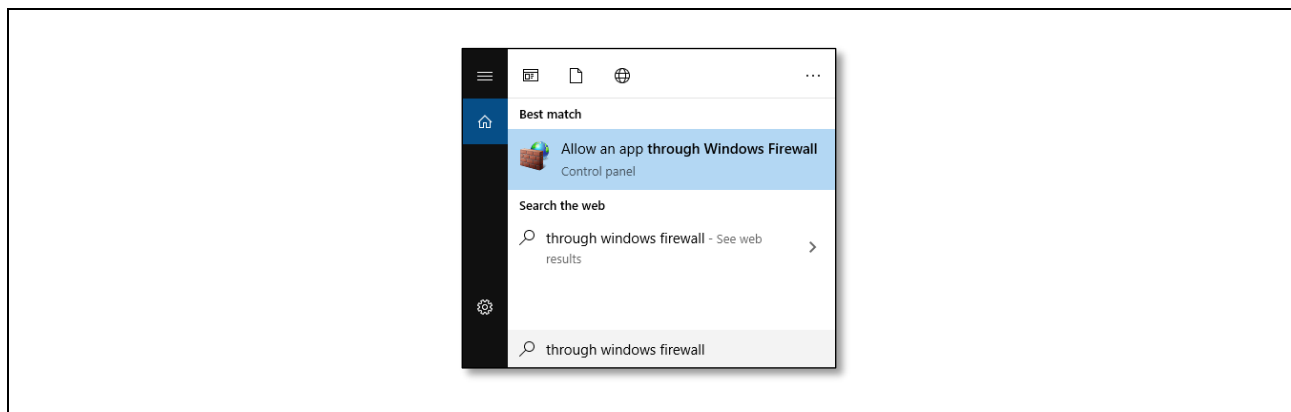 ...
Best match
Allow an app through Windows Firewall
Control panel
Search the web
through windows firewall - See web
results
through windows firewall